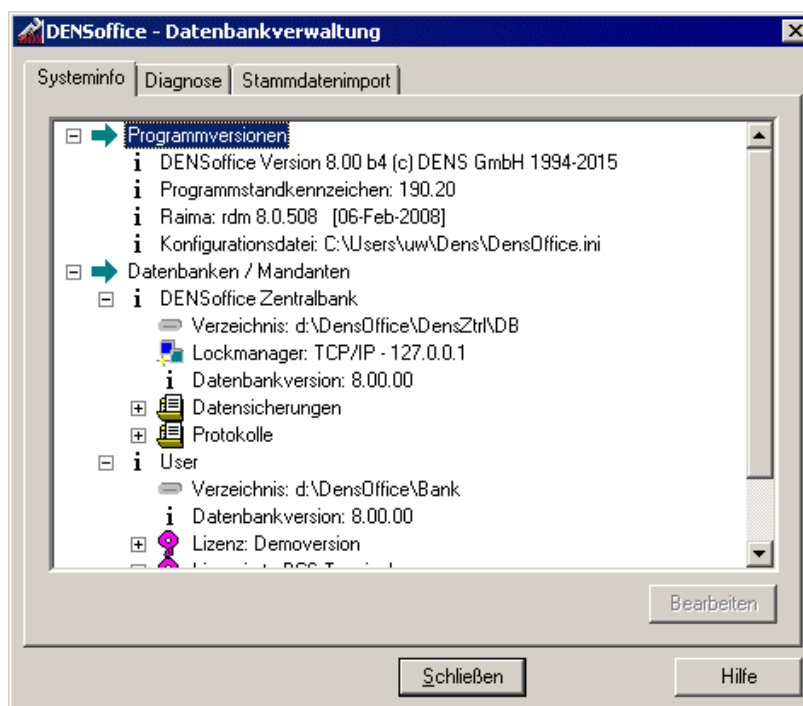 DENSoffice - Datenbankverwaltung
Systeminfo Diagnose Stammdatenimport
Programmversionen
DENSoffice Version 8.00 b4 (c) DENS GmbH 1994-2015
Programmstandkennzeichen: 190.20
Raima: rdm 8.0.508 [06-Feb-2008]
Konfigurationsdatei: C:\Users\uw\Dens\DensOffice.ini
Datenbanken / Mandanten
DENSoffice Zentralbank
Verzeichnis: d:\DensOffice\DensZtrl\DB
Lockmanager: TCP/IP - 127.0.0.1
Datenbankversion: 8.00.00
Datensicherungen
Protokolle
User
Verzeichnis: d:\DensOffice\Bank
Datenbankversion: 8.00.00
Lizenz: Demoversion
Bearbeiten
Schließen Hilfe